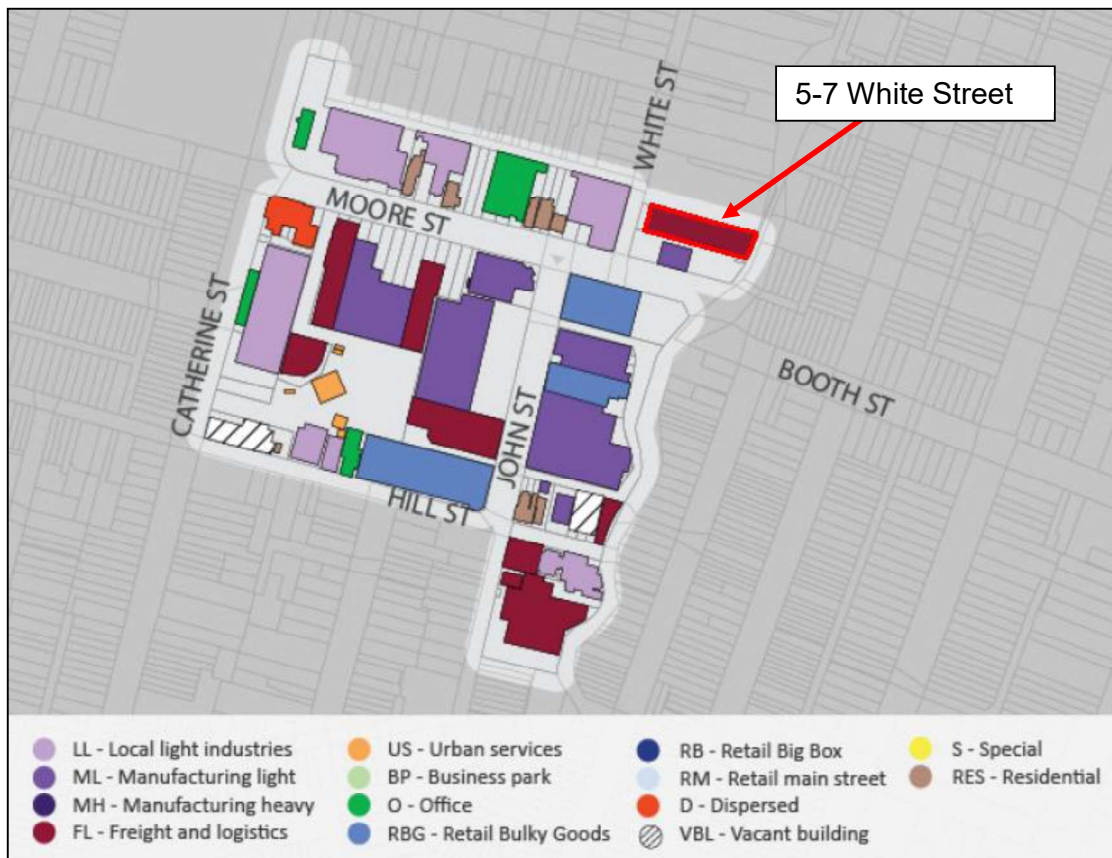 5-7 White Street
WHITE ST
MOORE ST
CATHERINE ST
JOHN ST
BOOTH ST
HILL ST
LL - Local light industries
ML - Manufacturing light
MH - Manufacturing heavy
FL - Freight and logistics
US - Urban services
BP - Business park
O - Office
RBG - Retail Bulky Goods
RB - Retail Big Box
RM - Retail main street
D - Dispersed
VBL - Vacant building
S - Special
RES - Residential